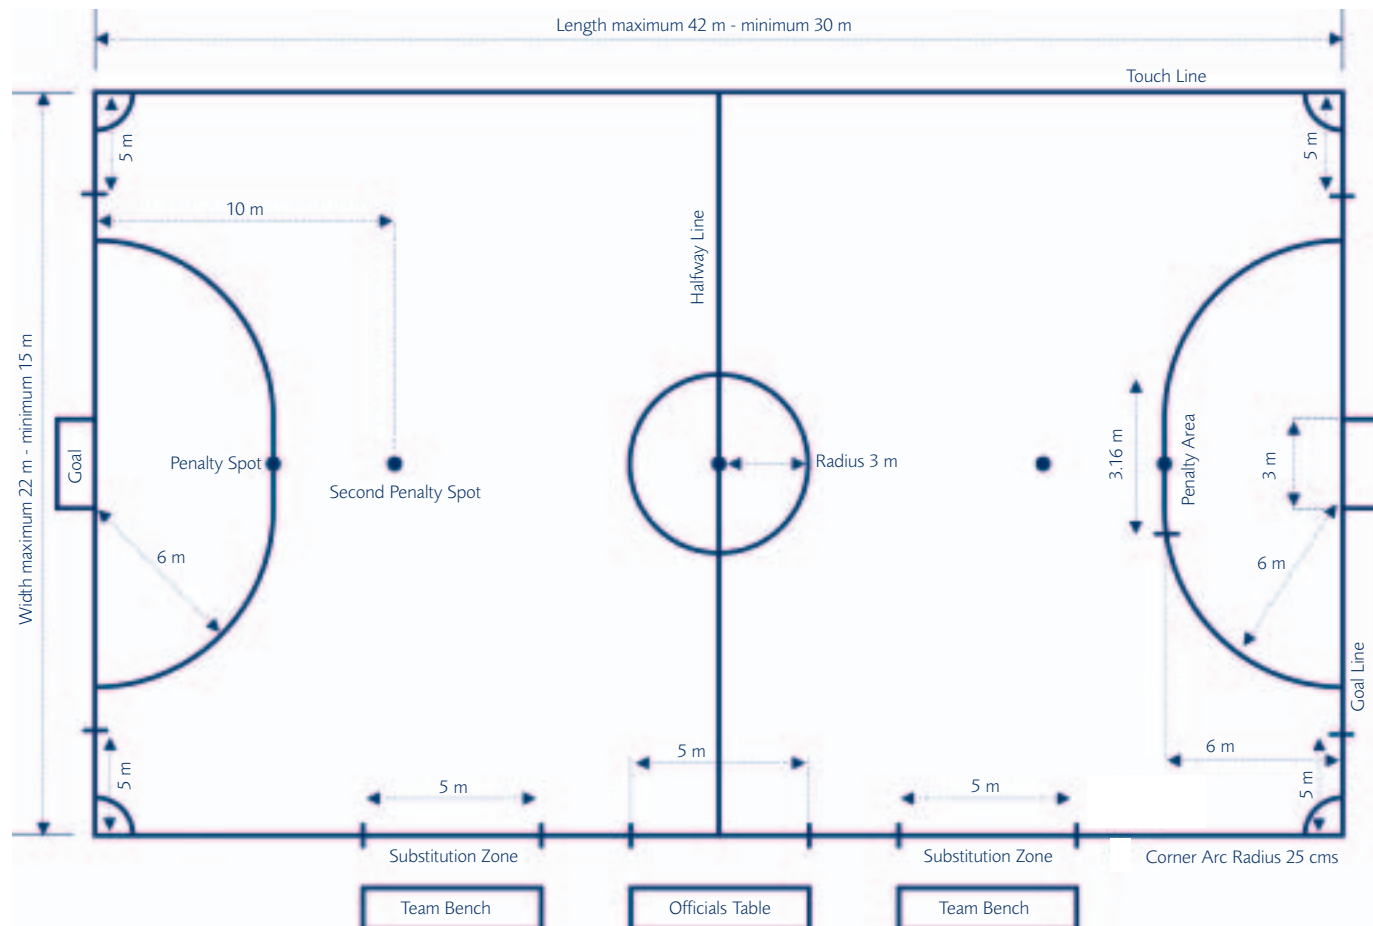 Length maximum 42 m - minimum 30 m
Touch Line
5 m
5 m
10 m
Halfway Line
Width maximum 22 m - minimum 15 m
Goal
Penalty Spot
Second Penalty Spot
Radius 3 m
3.16 m
Penalty Area
3 m
6 m
6 m
Goal Line
5 m
6 m
5 m
5 m
5 m
5 m
Substitution Zone
Substitution Zone
Corner Arc Radius 25 cms
Team Bench
Officials Table
Team Bench